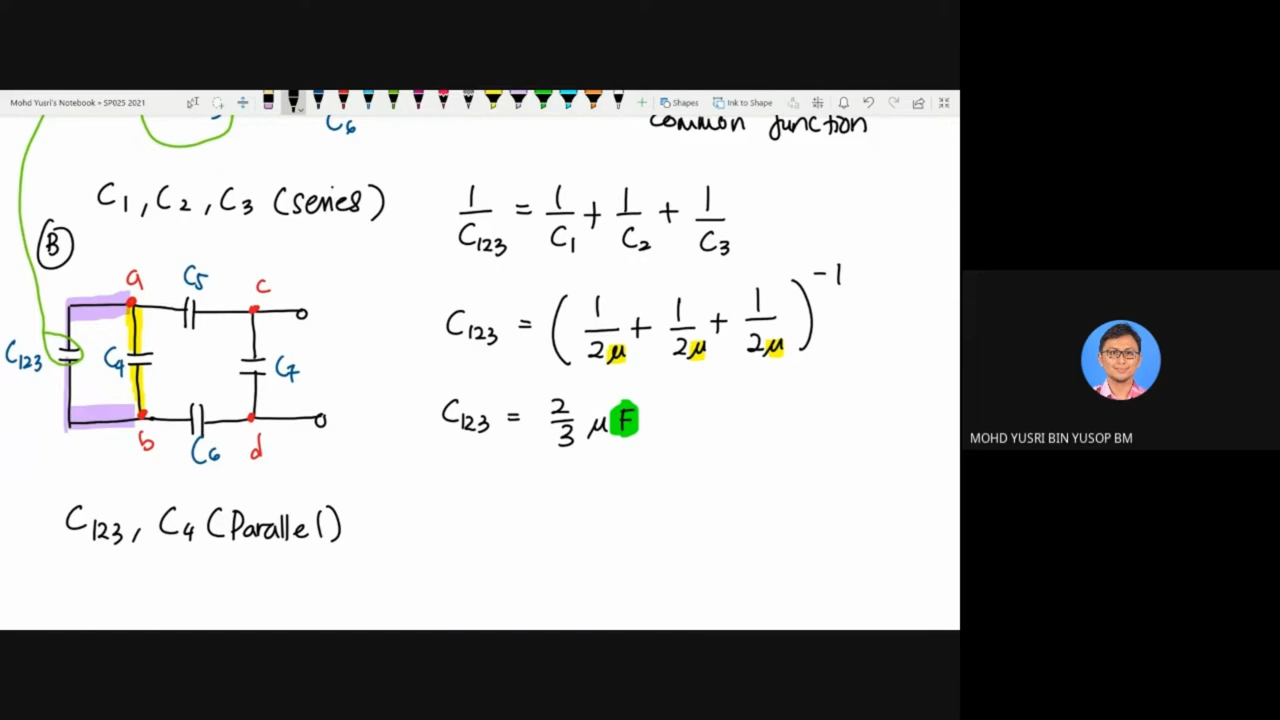 Mohd Yusri's Notebook » SP025 2021
Shapes
Ink to Shape
C₆
common junction
C₁, C₂, C₃ (series)
1/C₁₂₃ = 1/C₁ + 1/C₂ + 1/C₃
B
a
C₅
c
C₁₂₃ = (1/2μ + 1/2μ + 1/2μ)⁻¹
C₁₂₃
C₄
C₇
C₁₂₃ = 2/3 μF
b
C₆
d
MOHD YUSRI BIN YUSOP BM
C₁₂₃, C₄ (Parallel)